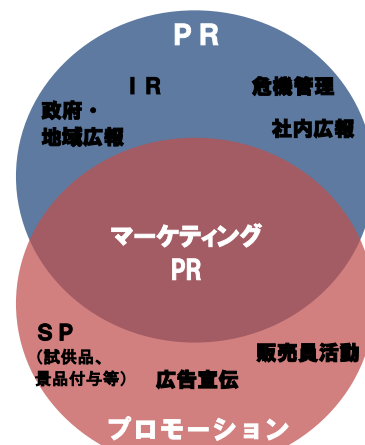 PR
IR
危機管理
政府・
地域広報
社内広報
マーケティング
PR
SP
(試供品、
景品付与等)
販売員活動
広告宣伝
プロモーション